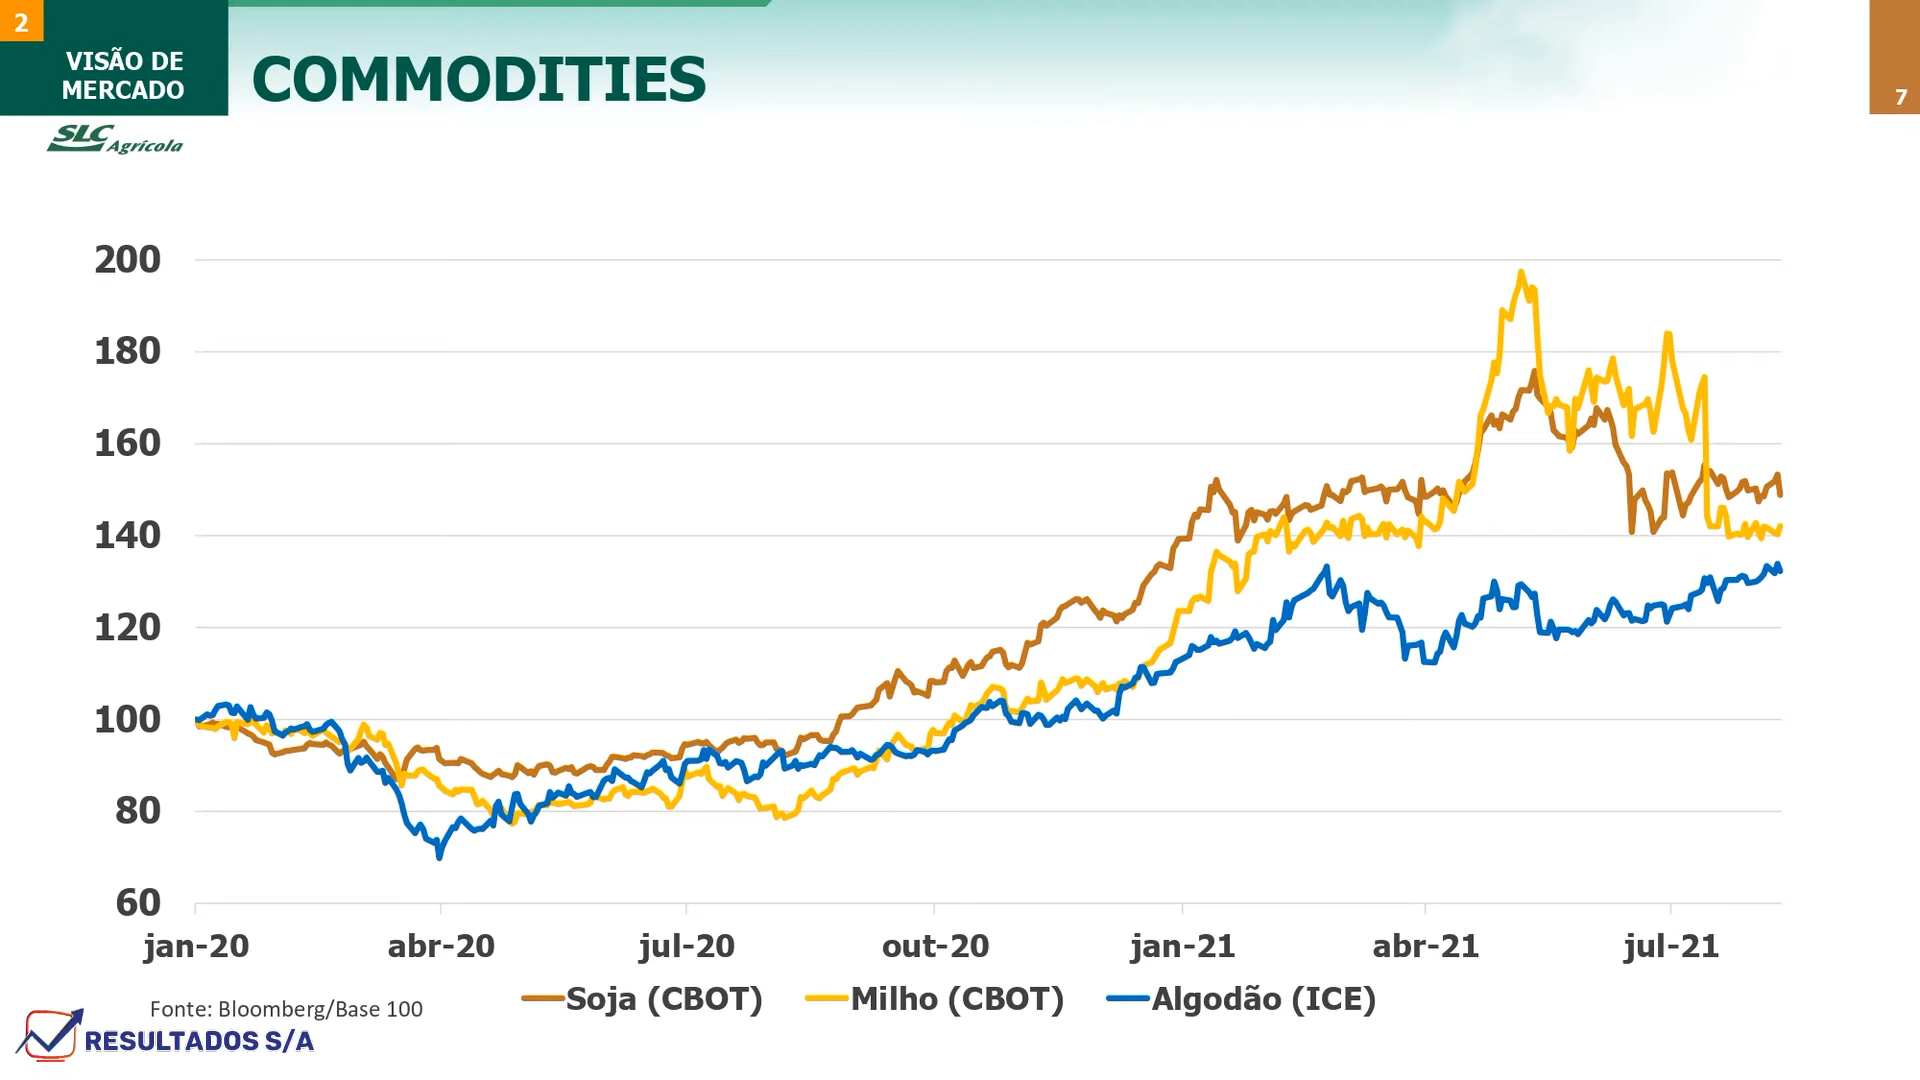 2
VISÃO DE
MERCADO
COMMODITIES
7
SLC Agrícola
200
180
160
140
120
100
80
60
jan-20 abr-20 jul-20 out-20 jan-21 abr-21 jul-21
Soja (CBOT) Milho (CBOT) Algodão (ICE)
Fonte: Bloomberg/Base 100
RESULTADOS S/A